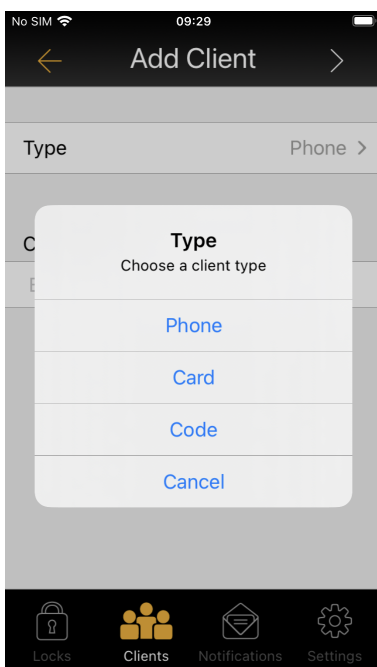 No SIM 09:29
Add Client
Type Phone
C
Type
Choose a client type
E
Phone
Card
Code
Cancel
Locks Clients Notifications Settings